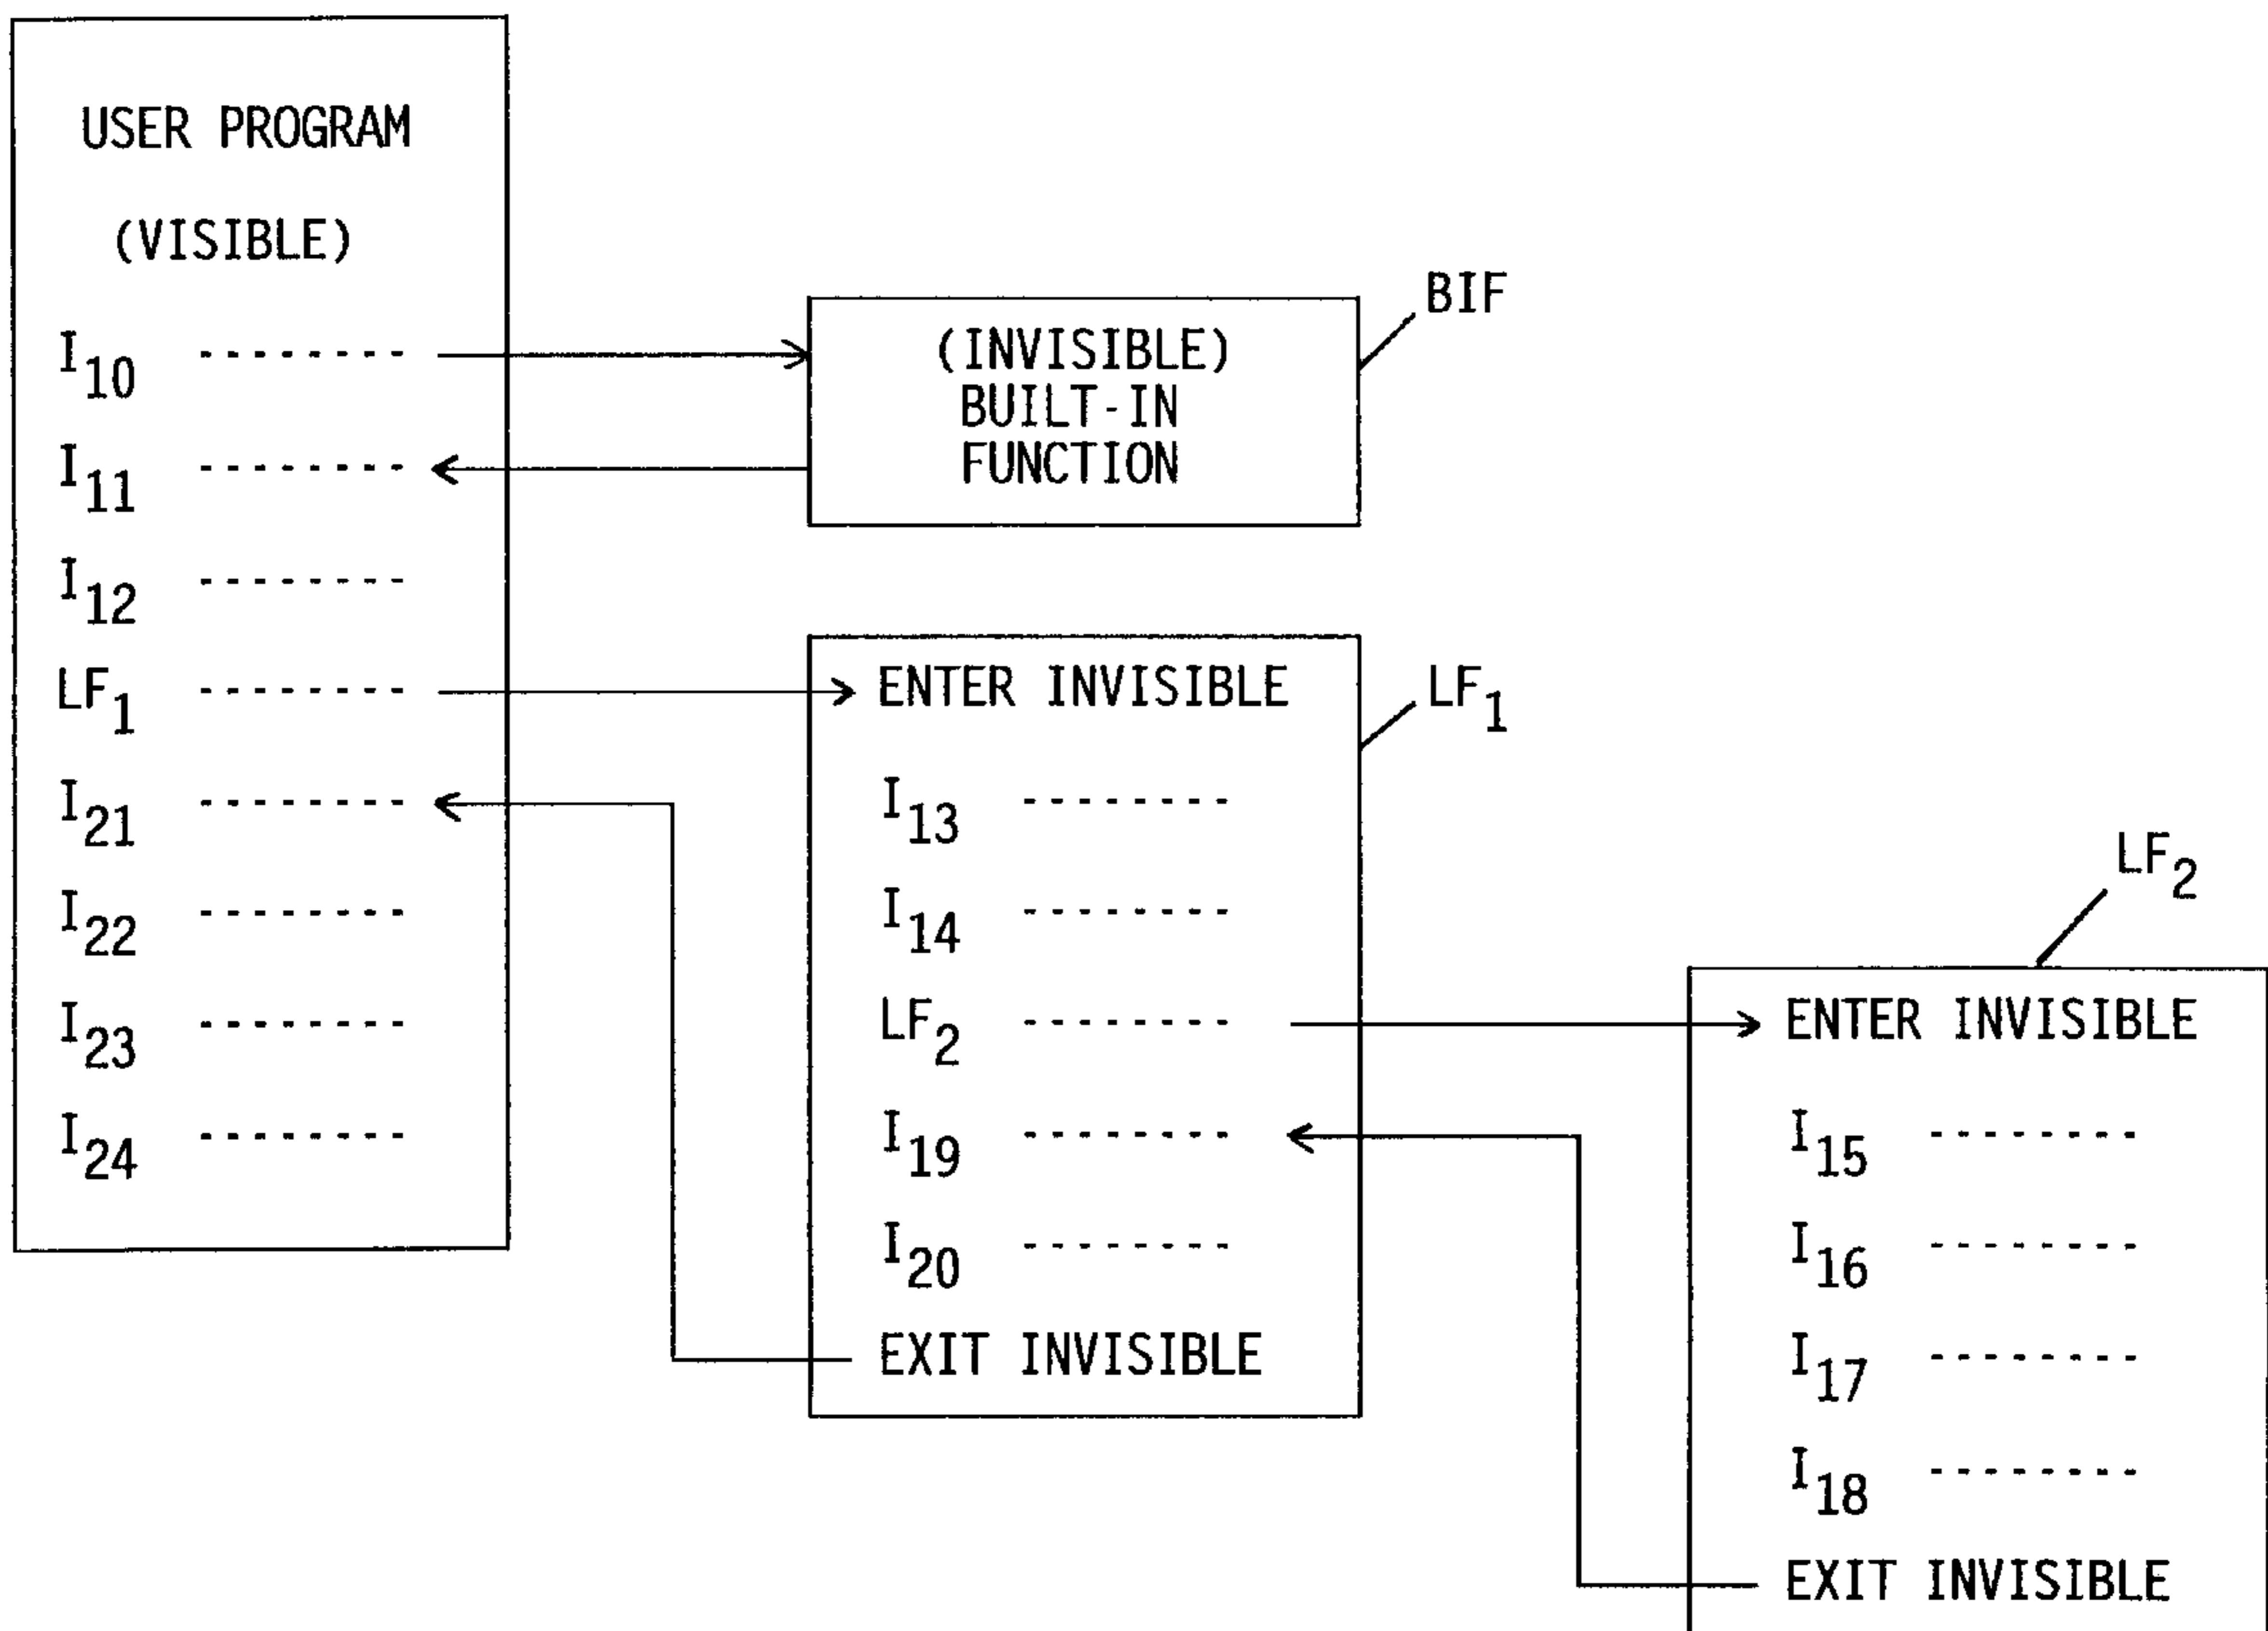 USER PROGRAM
(VISIBLE)
I10 --------
I11 --------
I12 --------
LF1 --------
I21 --------
I22 --------
I23 --------
I24 --------
BIF
(INVISIBLE)
BUILT-IN
FUNCTION
LF1
ENTER INVISIBLE
I13 --------
I14 --------
LF2 --------
I19 --------
I20 --------
EXIT INVISIBLE
LF2
ENTER INVISIBLE
I15 --------
I16 --------
I17 --------
I18 --------
EXIT INVISIBLE